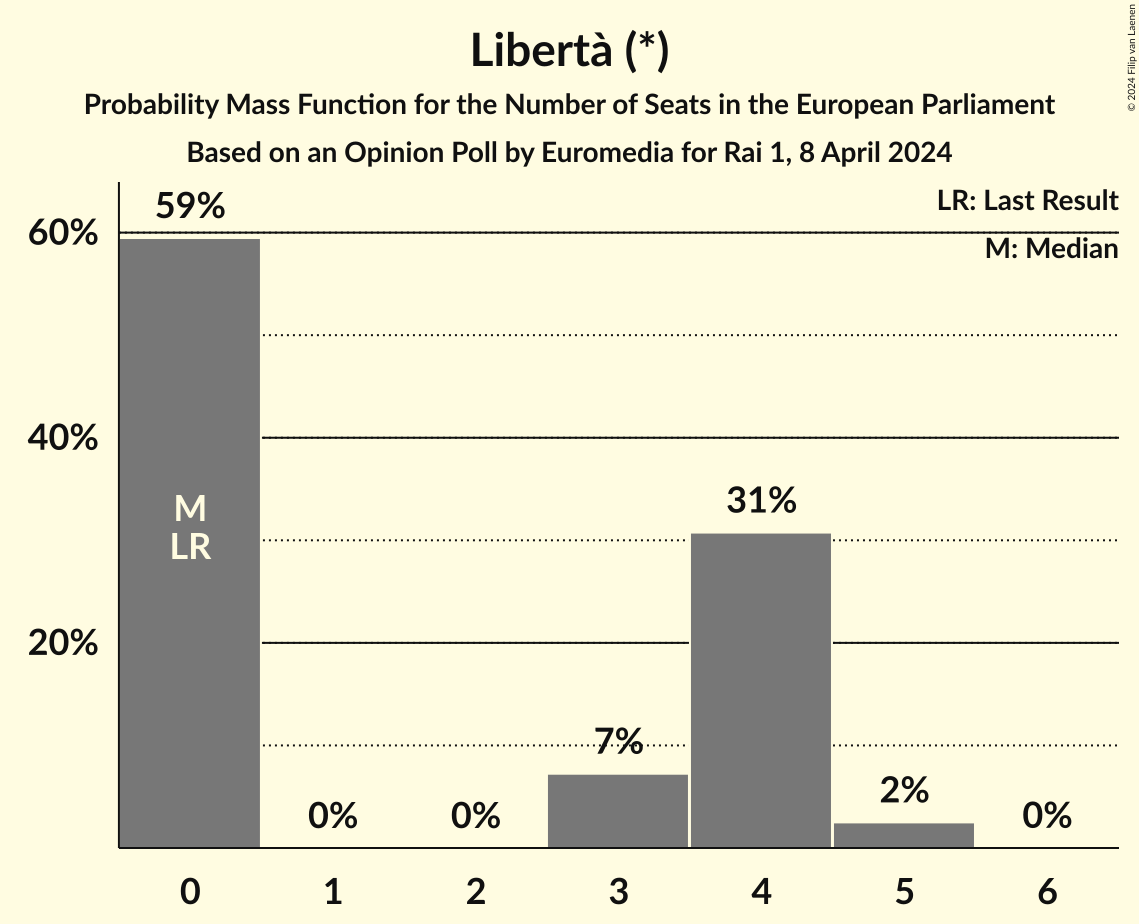 Libertà (*)
Probability Mass Function for the Number of Seats in the European Parliament
Based on an Opinion Poll by Euromedia for Rai 1, 8 April 2024
© 2024 Filip van Laenen
LR: Last Result
M: Median
60%
40%
20%
59%
M
LR
0%
0%
7%
31%
2%
0%
0 1 2 3 4 5 6